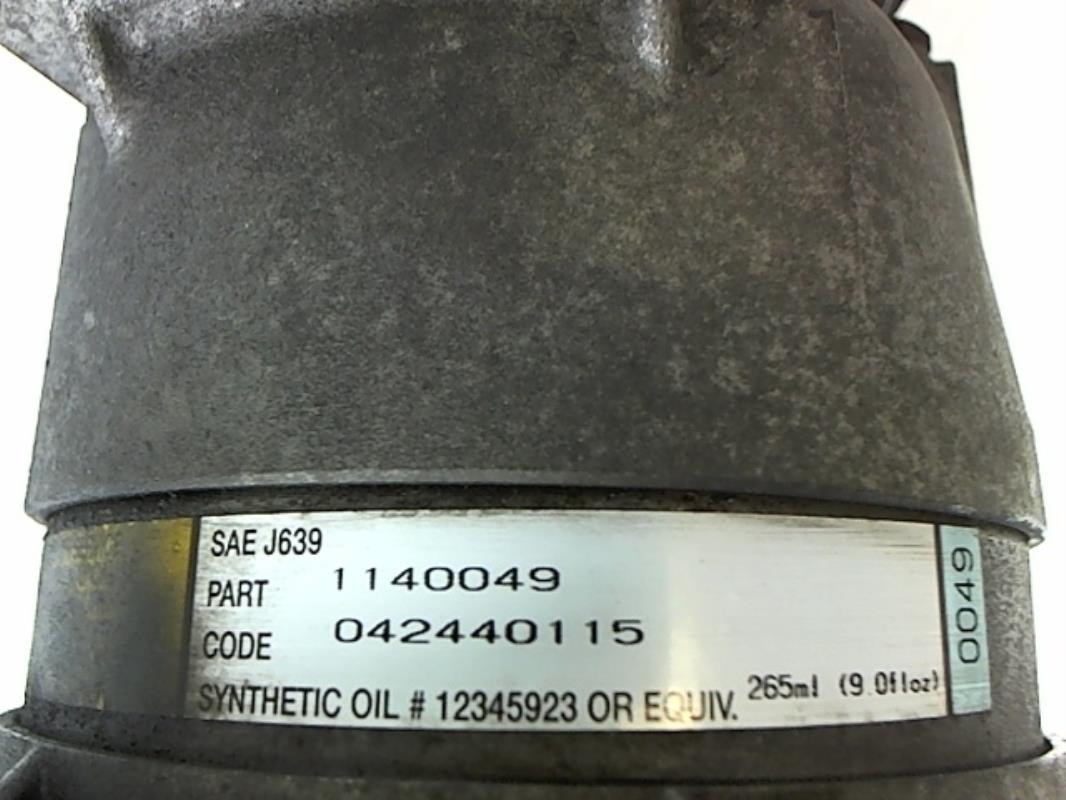 SAE J639
PART 1140049
CODE 042440115
SYNTHETIC OIL # 12345923 OR EQUIV. 265ml (9.0floz)
0049